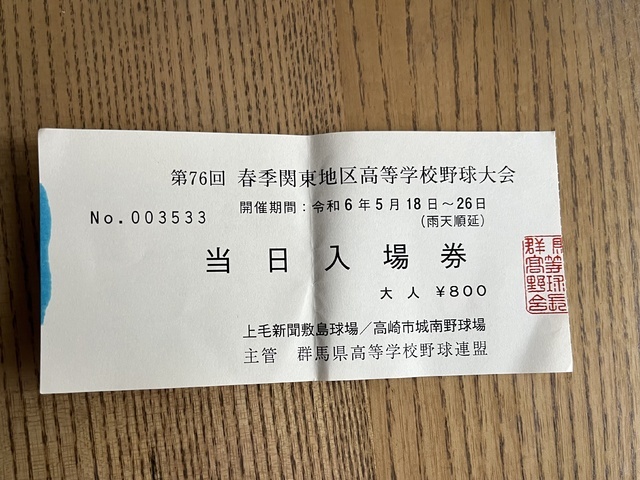 第76回 春季関東地区高等学校野球大会
No.003533
開催期間：令和6年5月18日～26日
(雨天順延)
当日入場券
大人 ¥800
上毛新聞敷島球場／高崎市城南野球場
主管 群馬県高等学校野球連盟